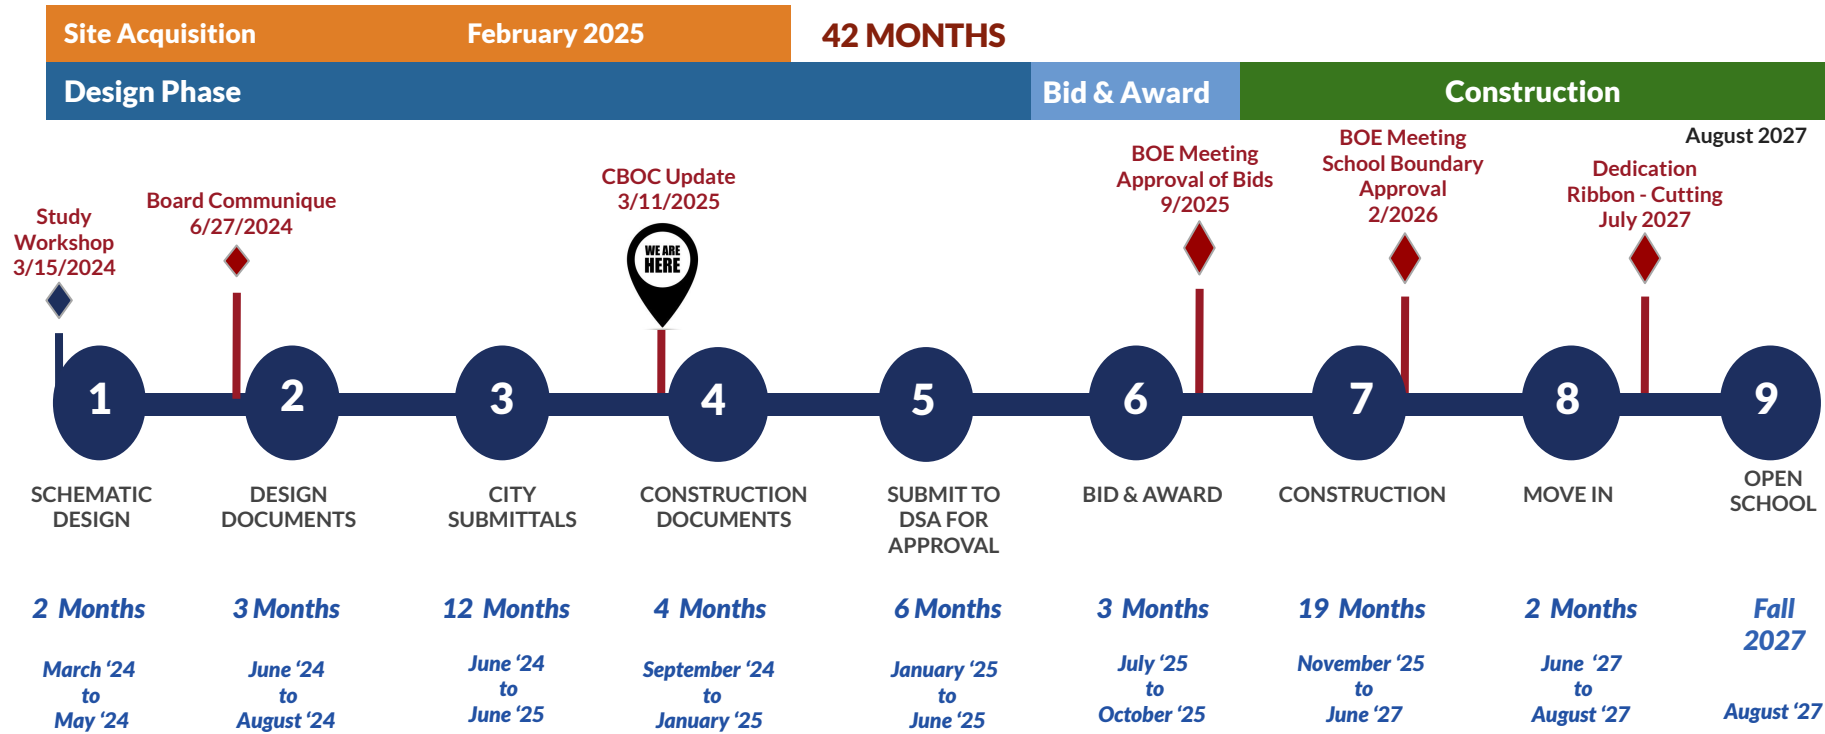 Site Acquisition February 2025
42 MONTHS
Design Phase
Bid & Award
Construction
August 2027
Study
Workshop
3/15/2024
Board Communique
6/27/2024
CBOC Update
3/11/2025
WE ARE
HERE
BOE Meeting
Approval of Bids
9/2025
BOE Meeting
School Boundary
Approval
2/2026
Dedication
Ribbon - Cutting
July 2027
1
2
3
4
5
6
7
8
9
SCHEMATIC
DESIGN
DESIGN
DOCUMENTS
CITY
SUBMITTALS
CONSTRUCTION
DOCUMENTS
SUBMIT TO
DSA FOR
APPROVAL
BID & AWARD
CONSTRUCTION
MOVE IN
OPEN
SCHOOL
2 Months
3 Months
12 Months
4 Months
6 Months
3 Months
19 Months
2 Months
Fall
2027
March ‘24
to
May ‘24
June ‘24
to
August ‘24
June ‘24
to
June ‘25
September ‘24
to
January ‘25
January ‘25
to
June ‘25
July ‘25
to
October ‘25
November ‘25
to
June ‘27
June ‘27
to
August ‘27
August ‘27